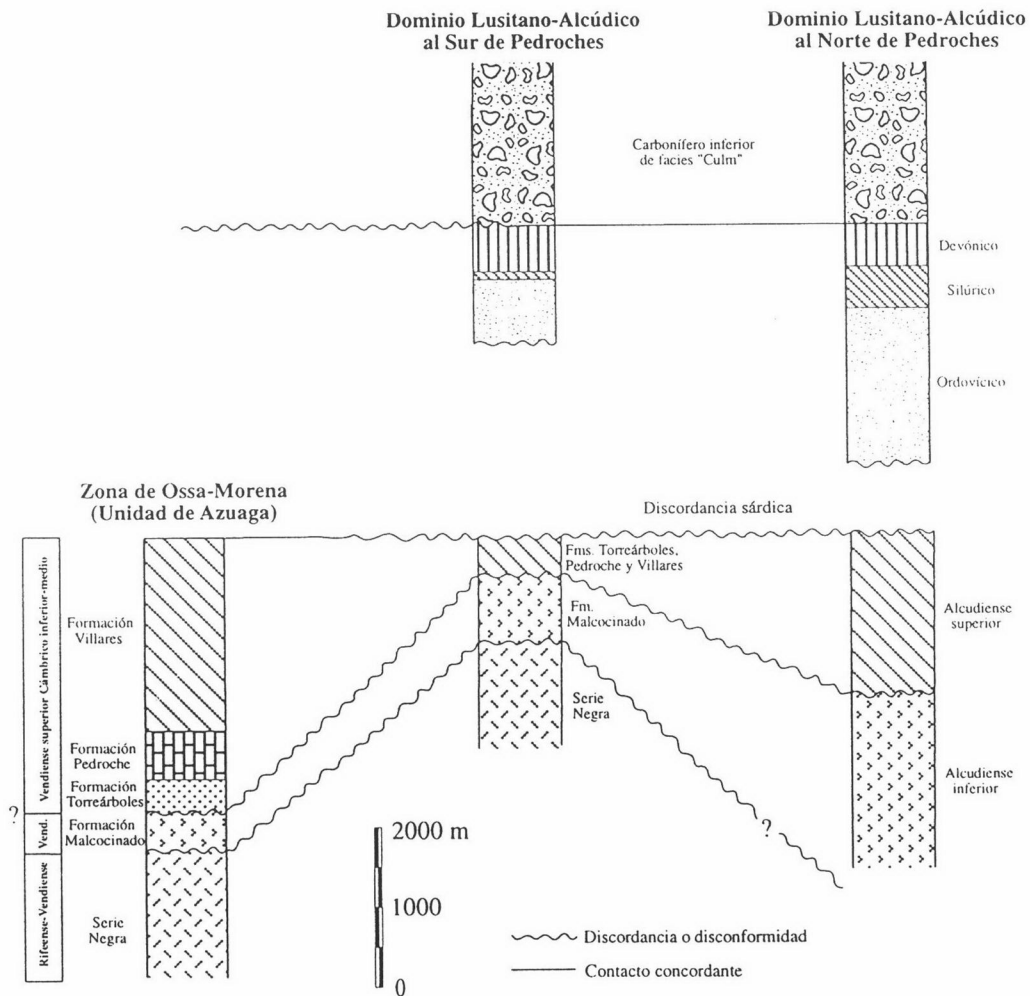 Dominio Lusitano-Alcúdico
al Sur de Pedroches
Dominio Lusitano-Alcúdico
al Norte de Pedroches
Carbonífero inferior
de facies "Culm"
Devónico
Silúrico
Ordovícico
Zona de Ossa-Morena
(Unidad de Azuaga)
Discordancia sárdica
Vendiense superior Cámbrico inferior-medio
Vend.
Rifeense-Vendiense
?
Formación
Villares
Formación
Pedroche
Formación
Torreárboles
Formación
Malcocinado
Serie
Negra
Fms. Torreárboles,
Pedroche y Villares
Fm.
Malcocinado
Serie
Negra
Alcudiense
superior
Alcudiense
inferior
?
2000 m
1000
0
Discordancia o disconformidad
Contacto concordante